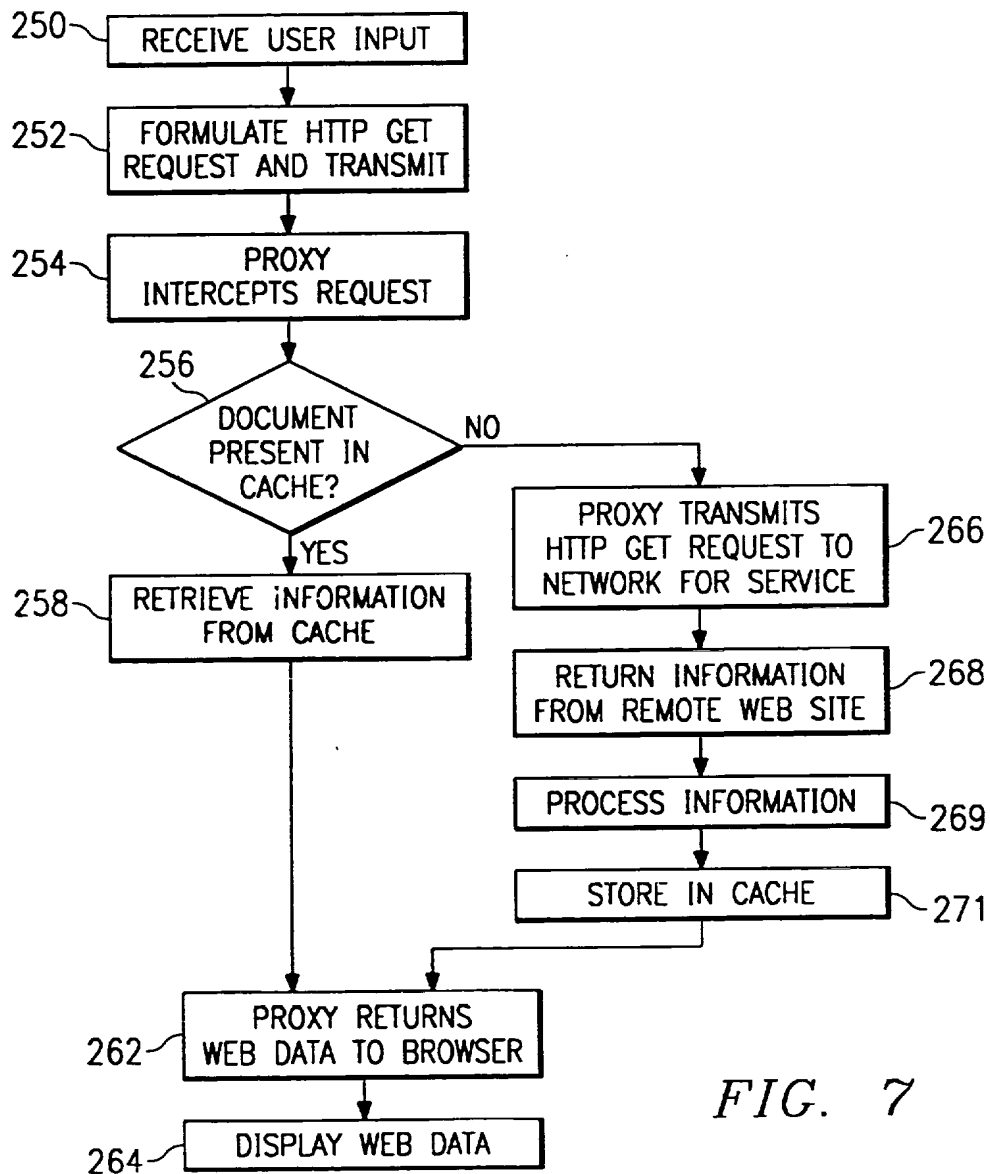 250
RECEIVE USER INPUT
252
FORMULATE HTTP GET
REQUEST AND TRANSMIT
254
PROXY
INTERCEPTS REQUEST
256
DOCUMENT
PRESENT IN
CACHE?
NO
YES
258
RETRIEVE INFORMATION
FROM CACHE
PROXY TRANSMITS
HTTP GET REQUEST TO
NETWORK FOR SERVICE
266
RETURN INFORMATION
FROM REMOTE WEB SITE
268
PROCESS INFORMATION
269
STORE IN CACHE
271
262
PROXY RETURNS
WEB DATA TO BROWSER
264
DISPLAY WEB DATA
FIG. 7